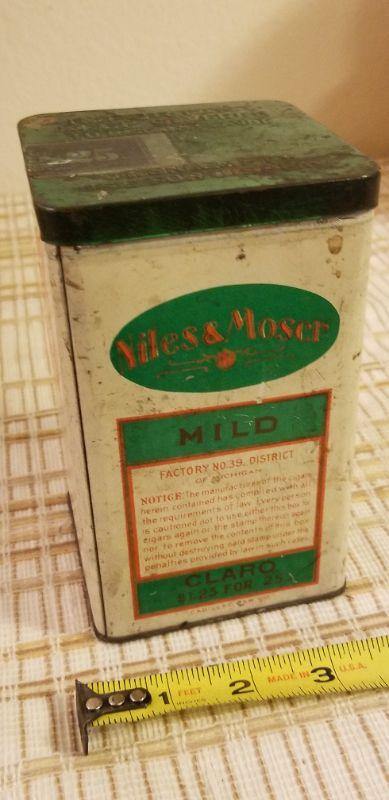 25
Niles & Moser
MILD
FACTORY NO. 39. DISTRICT
OF MICHIGAN
NOTICE: The manufacturer of the cigars
herein contained has complied with all
the requirements of law. Every person
is cautioned not to use either this box for
cigars again or the stamp thereon again
nor to remove the contents of this box
without destroying said stamp under the
penalties provided by law in such cases.
CLARO
$1.25 FOR 25
1 FEET 2 MADE IN 3 U.S.A.
INCHES